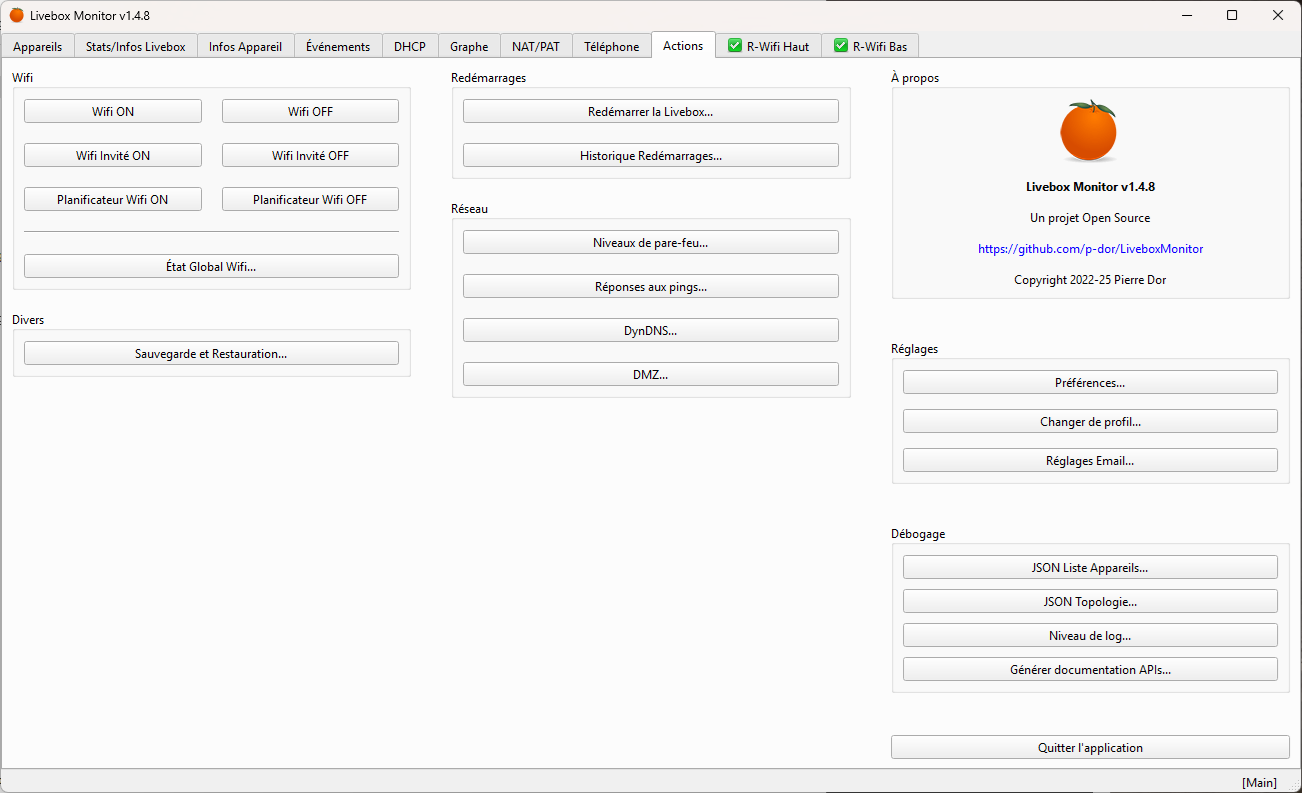 Livebox Monitor v1.4.8
Appareils Stats/Infos Livebox Infos Appareil Événements DHCP Graphe NAT/PAT Téléphone Actions R-Wifi Haut R-Wifi Bas
Wifi
Wifi ON Wifi OFF
Wifi Invité ON Wifi Invité OFF
Planificateur Wifi ON Planificateur Wifi OFF
État Global Wifi...
Divers
Sauvegarde et Restauration...
Redémarrages
Redémarrer la Livebox...
Historique Redémarrages...
Réseau
Niveaux de pare-feu...
Réponses aux pings...
DynDNS...
DMZ...
À propos
Livebox Monitor v1.4.8
Un projet Open Source
https://github.com/p-dor/LiveboxMonitor
Copyright 2022-25 Pierre Dor
Réglages
Préférences...
Changer de profil...
Réglages Email...
Débogage
JSON Liste Appareils...
JSON Topologie...
Niveau de log...
Générer documentation APIs...
Quitter l'application
[Main]